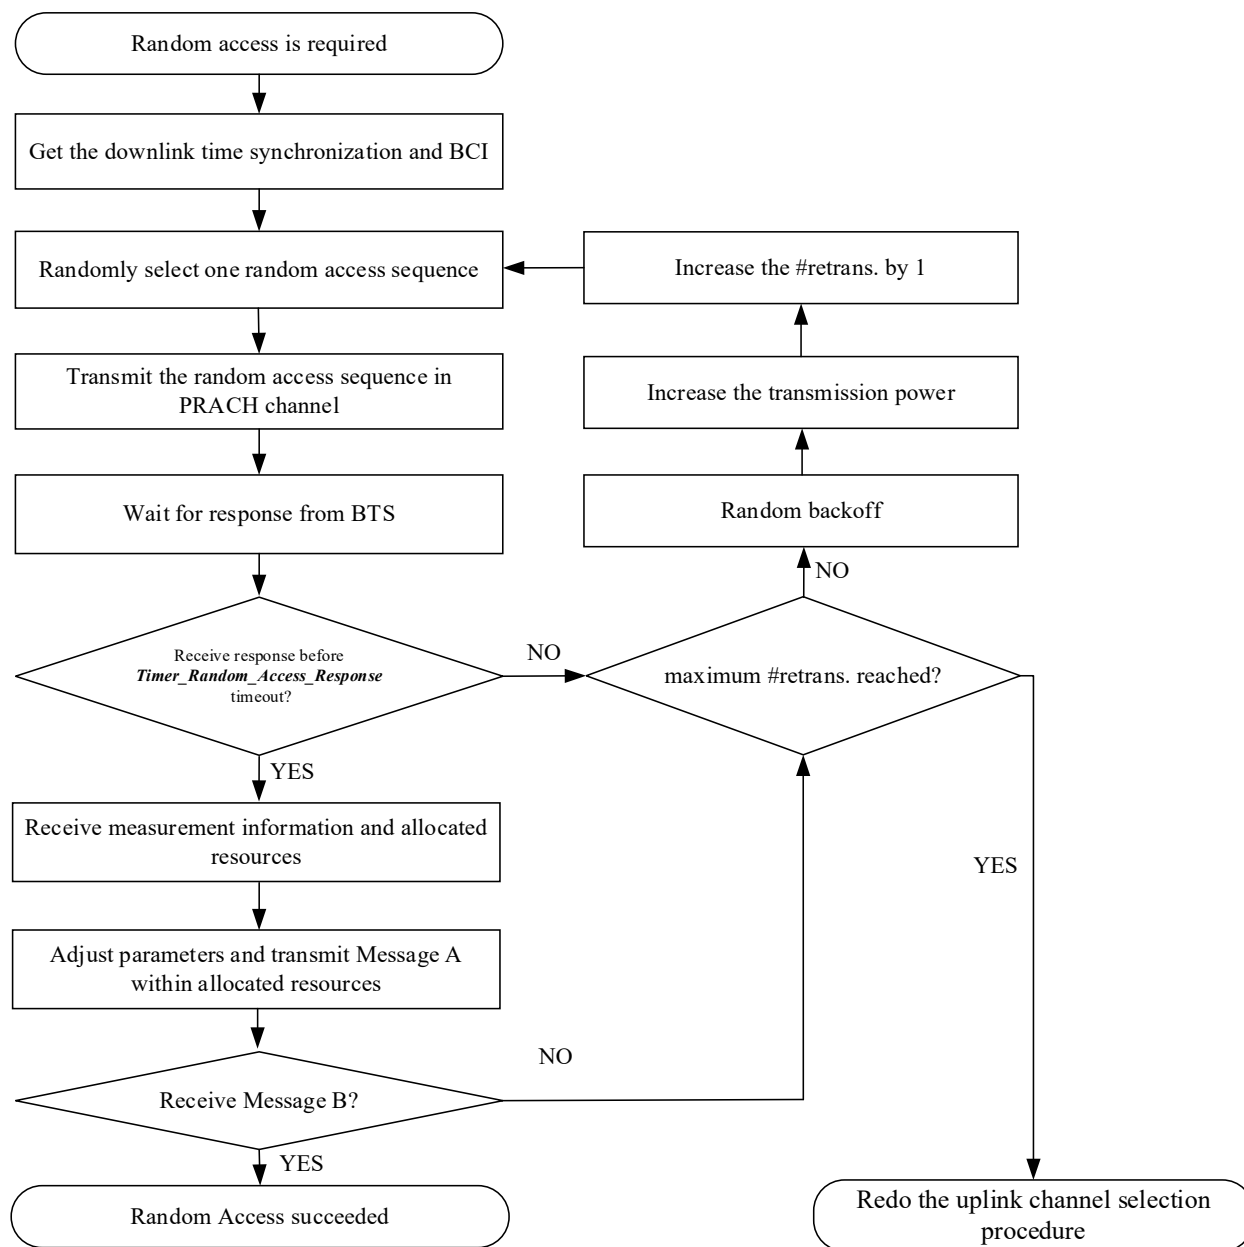 Random access is required
Get the downlink time synchronization and BCI
Randomly select one random access sequence
Increase the #retrans. by 1
Transmit the random access sequence in
PRACH channel
Increase the transmission power
Wait for response from BTS
Random backoff
NO
Receive response before
Timer_Random_Access_Response
timeout?
NO
maximum #retrans. reached?
YES
Receive measurement information and allocated
resources
YES
Adjust parameters and transmit Message A
within allocated resources
NO
Receive Message B?
YES
Random Access succeeded
Redo the uplink channel selection
procedure